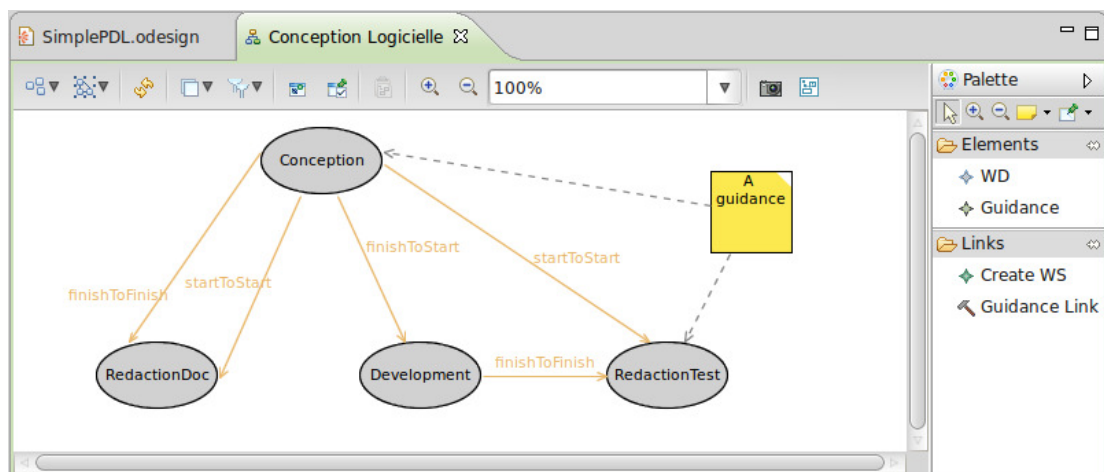 SimplePDL.odesign
Conception Logicielle
100%
Palette
Elements
WD
Guidance
Links
Create WS
Guidance Link
Conception
A
guidance
finishToStart
startToStart
startToStart
finishToFinish
finishToFinish
RedactionDoc
Development
RedactionTest